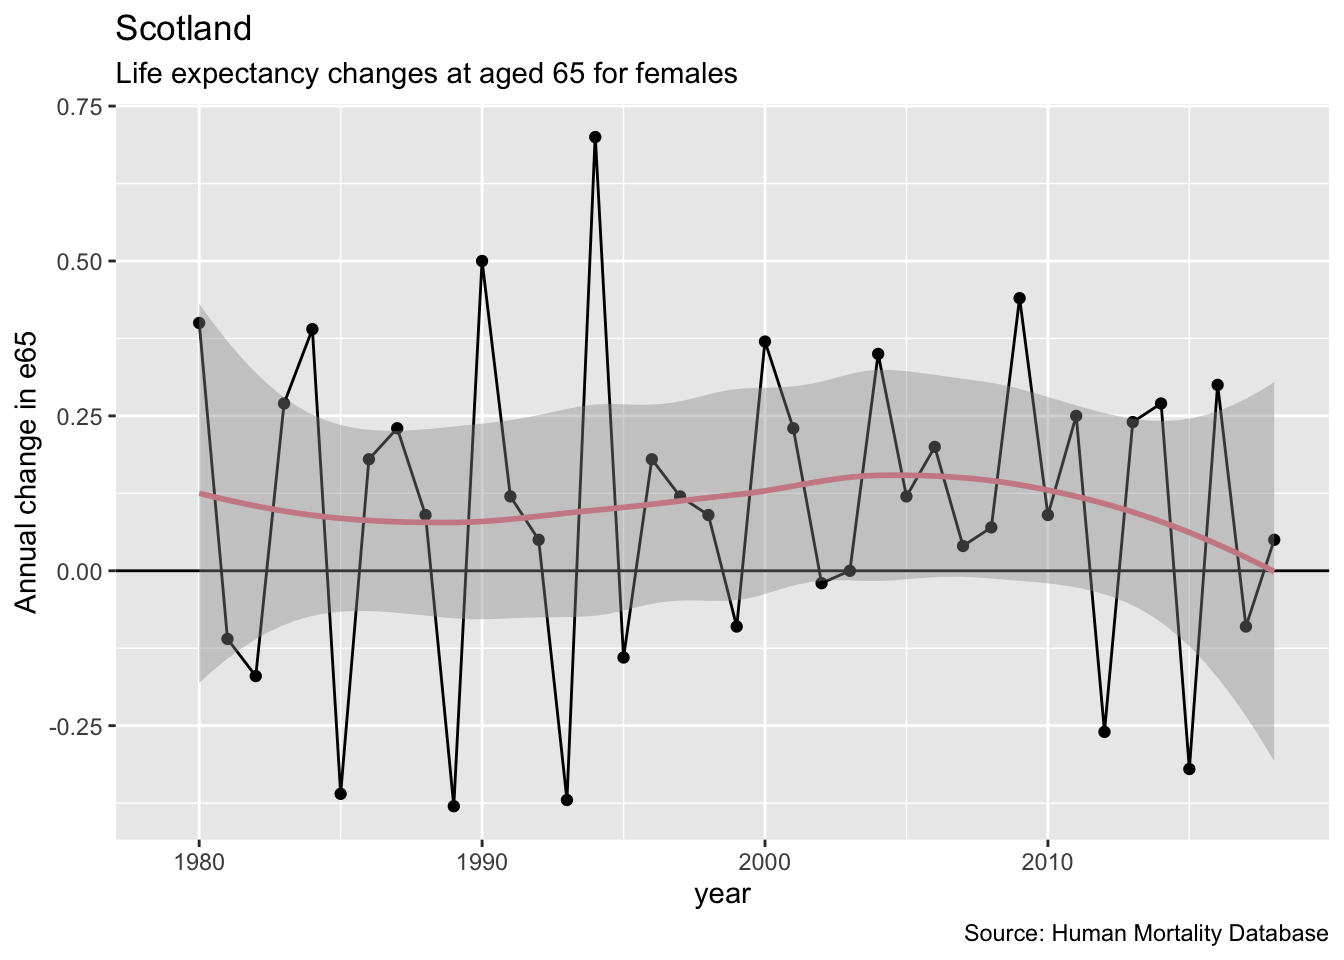 Scotland
Life expectancy changes at aged 65 for females
0.75
0.50
0.25
0.00
-0.25
Annual change in e65
1980 1990 2000 2010
year
Source: Human Mortality Database